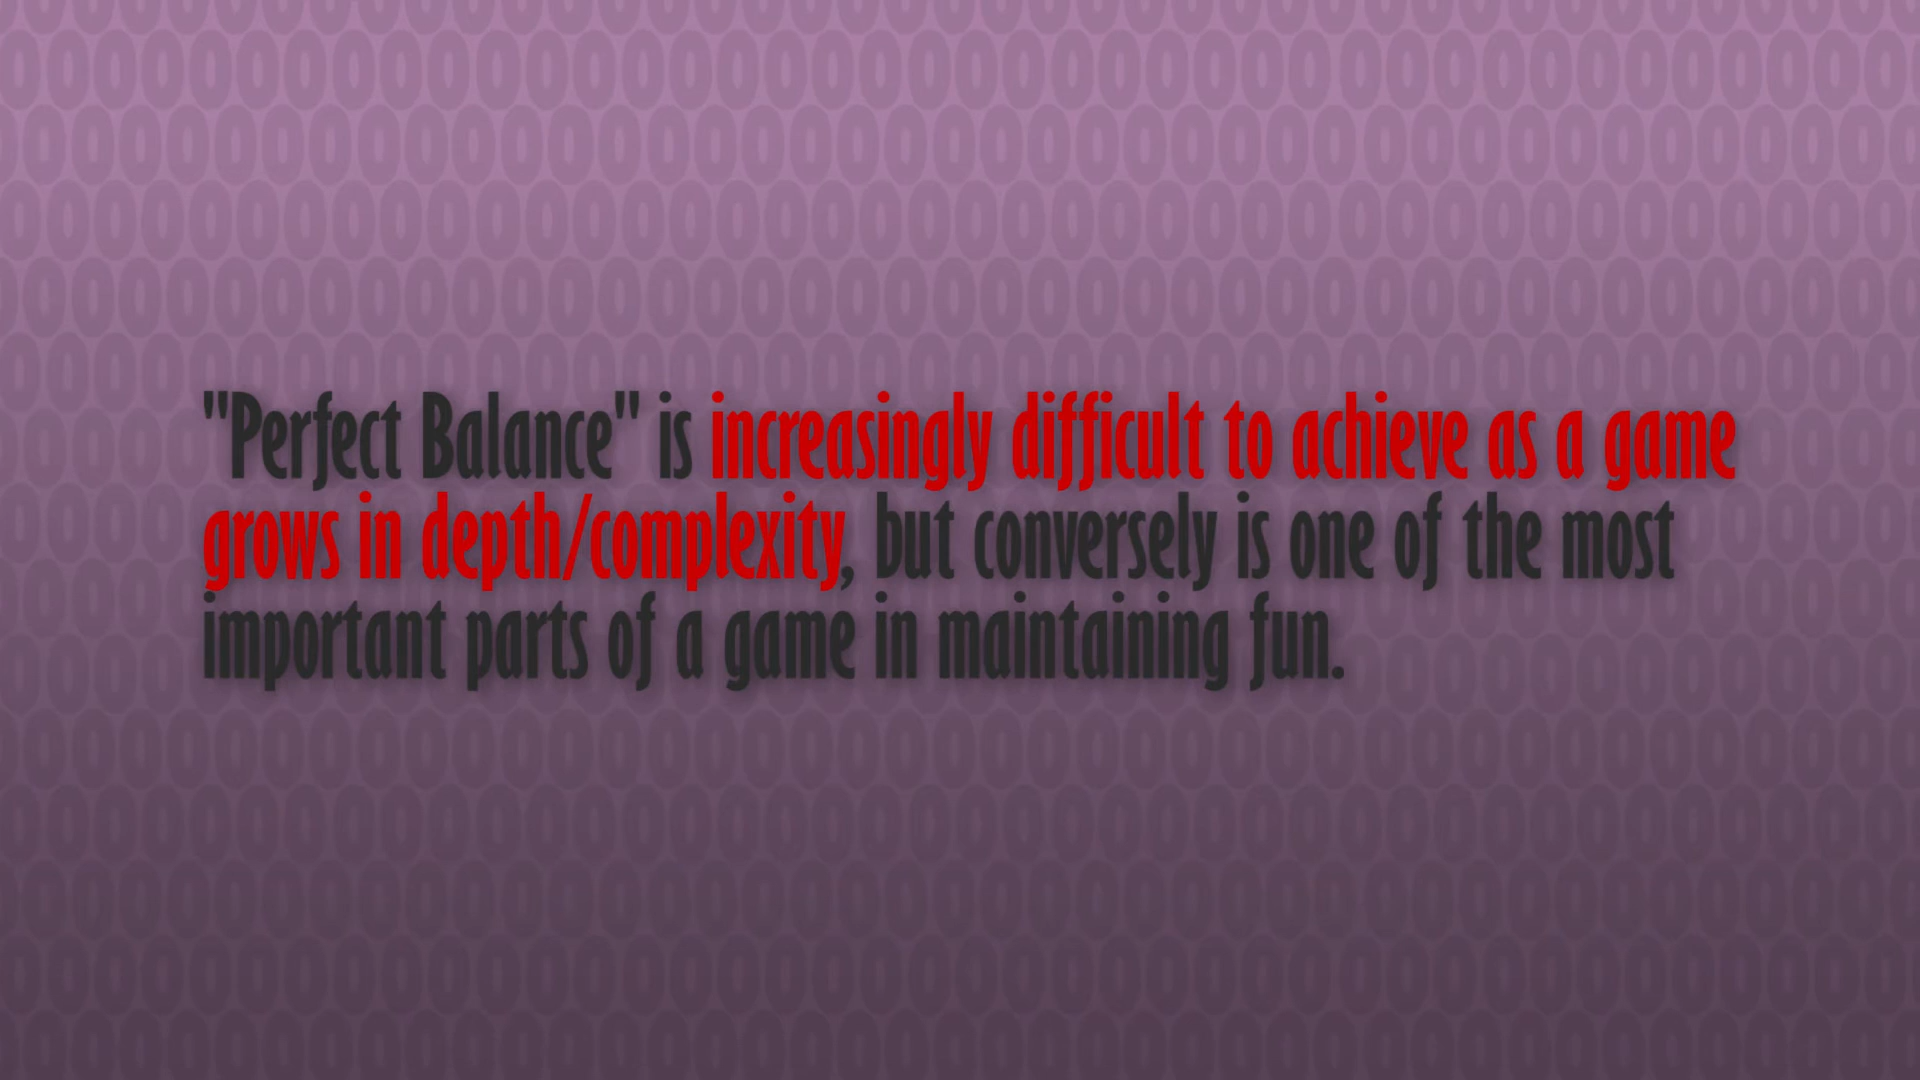 "Perfect Balance" is increasingly difficult to achieve as a game
grows in depth/complexity, but conversely is one of the most
important parts of a game in maintaining fun.